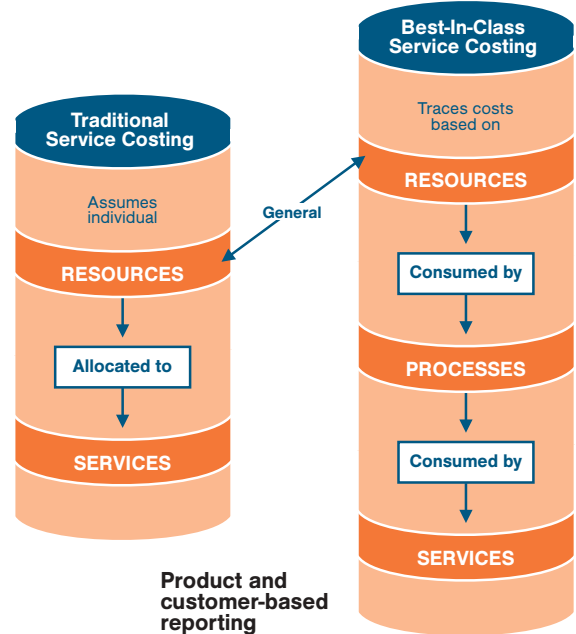 Traditional
Service Costing
Assumes
individual
RESOURCES
Allocated to
SERVICES
General
Best-In-Class
Service Costing
Traces costs
based on
RESOURCES
Consumed by
PROCESSES
Consumed by
SERVICES
Product and
customer-based
reporting